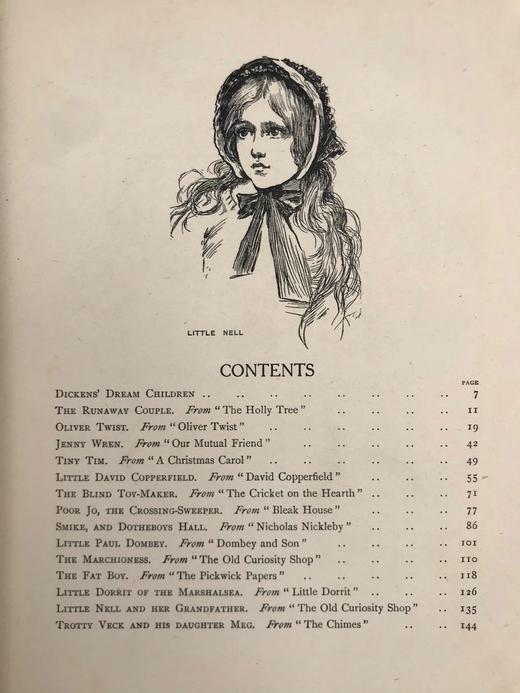 LITTLE NELL
CONTENTS
PAGE
DICKENS' DREAM CHILDREN .. .. .. .. .. .. .. .. 7
THE RUNAWAY COUPLE. From "The Holly Tree" .. .. .. .. 11
OLIVER TWIST. From "Oliver Twist" .. .. .. .. .. 19
JENNY WREN. From "Our Mutual Friend" .. .. .. .. .. 42
TINY TIM. From "A Christmas Carol" .. .. .. .. .. 49
LITTLE DAVID COPPERFIELD. From "David Copperfield" .. .. .. 55
THE BLIND TOY-MAKER. From "The Cricket on the Hearth" .. .. .. 71
POOR JO, THE CROSSING-SWEEPER. From "Bleak House" .. .. .. 77
SMIKE, AND DOTHEBOYS HALL. From "Nicholas Nickleby" .. .. .. 86
LITTLE PAUL DOMBEY. From "Dombey and Son" .. .. .. .. 101
THE MARCHIONESS. From "The Old Curiosity Shop" .. .. .. .. 110
THE FAT BOY. From "The Pickwick Papers" .. .. .. .. .. 118
LITTLE DORRIT OF THE MARSHALSEA. From "Little Dorrit" .. .. .. 126
LITTLE NELL AND HER GRANDFATHER. From "The Old Curiosity Shop" .. 135
TROTTY VECK AND HIS DAUGHTER MEG. From "The Chimes" .. .. 144